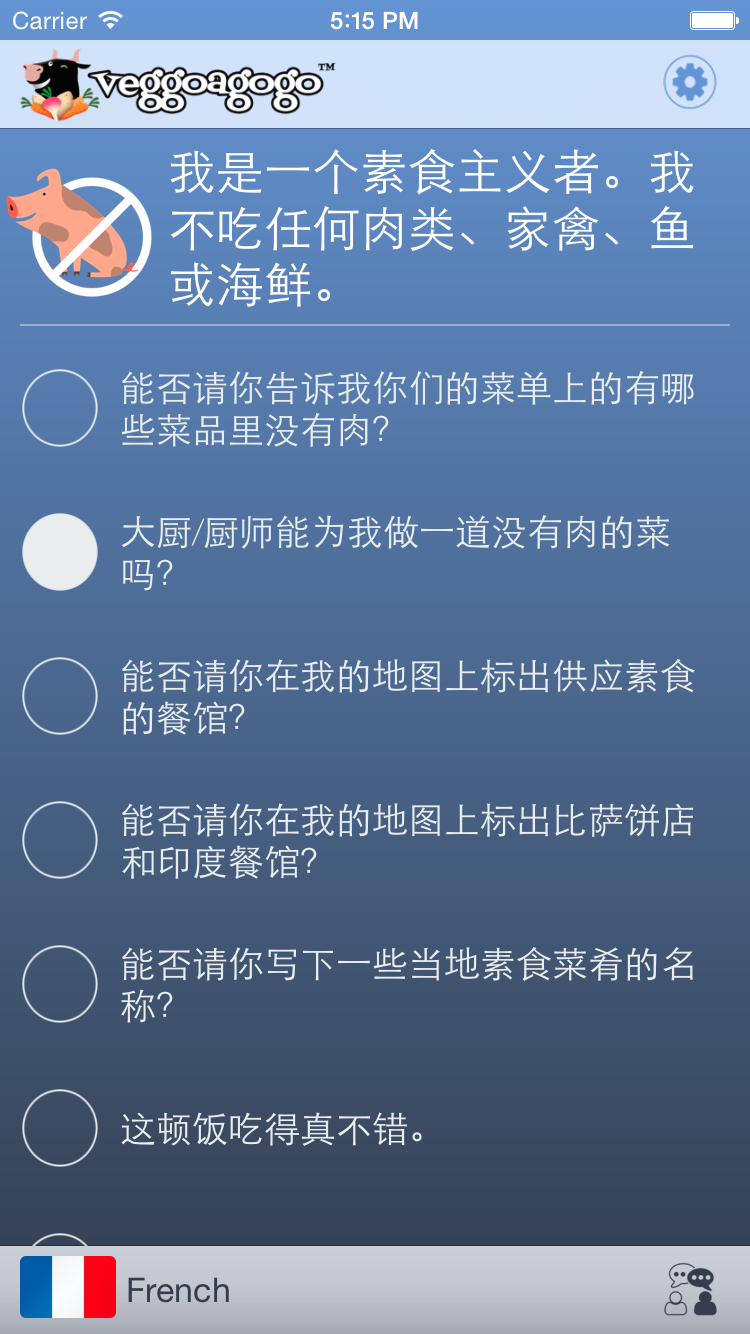 Carrier
5:15 PM
veggoagogo™
我是一个素食主义者。我
不吃任何肉类、家禽、鱼
或海鲜。
能否请你告诉我你们的菜单上的有哪
些菜品里没有肉?
大厨/厨师能为我做一道没有肉的菜
吗?
能否请你在我的地图上标出供应素食
的餐馆?
能否请你在我的地图上标出比萨饼店
和印度餐馆?
能否请你写下一些当地素食菜肴的名
称?
这顿饭吃得真不错。
French